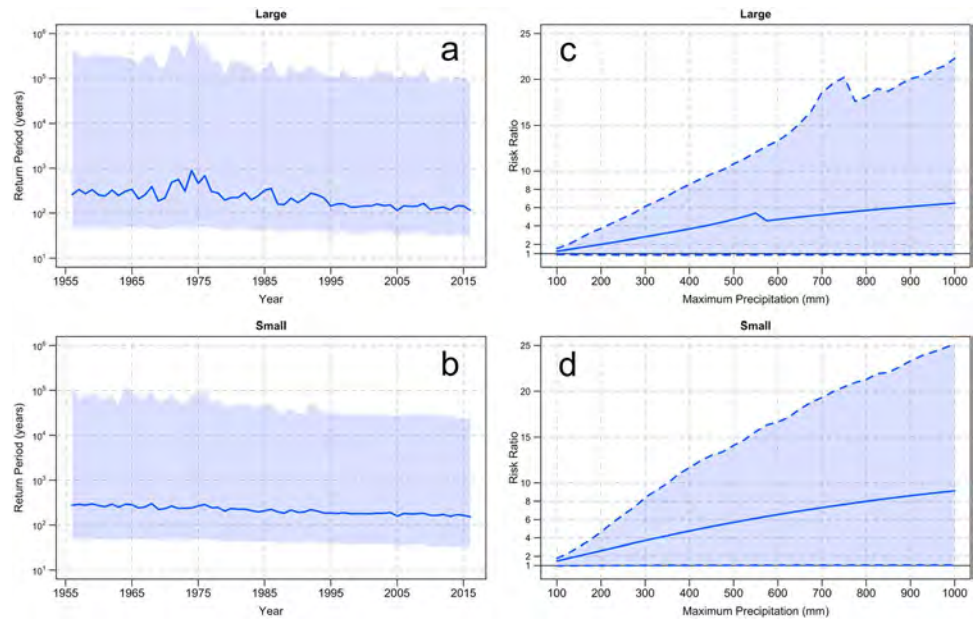 Large
a
Return Period (years)
10⁶
10⁵
10⁴
10³
10²
10¹
1955 1965 1975 1985 1995 2005 2015
Year
Large
c
Risk Ratio
25
20
15
8
6
4
2
1
100 200 300 400 500 600 700 800 900 1000
Maximum Precipitation (mm)
Small
b
Return Period (years)
10⁶
10⁵
10⁴
10³
10²
10¹
1955 1965 1975 1985 1995 2005 2015
Year
Small
d
Risk Ratio
25
20
15
8
6
4
2
1
100 200 300 400 500 600 700 800 900 1000
Maximum Precipitation (mm)